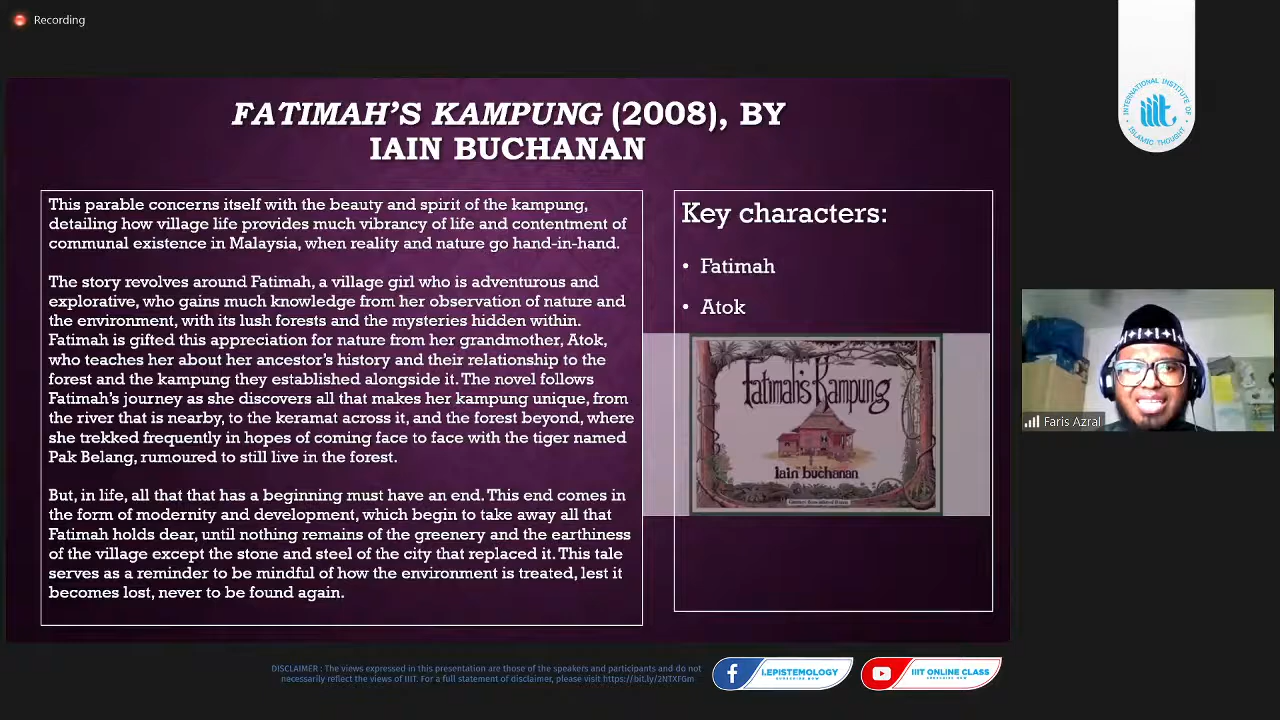 Recording
FATIMAH'S KAMPUNG (2008), BY
IAIN BUCHANAN
This parable concerns itself with the beauty and spirit of the kampung,
detailing how village life provides much vibrancy of life and contentment of
communal existence in Malaysia, when reality and nature go hand-in-hand.
The story revolves around Fatimah, a village girl who is adventurous and
explorative, who gains much knowledge from her observation of nature and
the environment, with its lush forests and the mysteries hidden within.
Fatimah is gifted this appreciation for nature from her grandmother, Atok,
who teaches her about her ancestor's history and their relationship to the
forest and the kampung they established alongside it. The novel follows
Fatimah's journey as she discovers all that makes her kampung unique, from
the river that is nearby, to the keramat across it, and the forest beyond, where
she trekked frequently in hopes of coming face to face with the tiger named
Pak Belang, rumoured to still live in the forest.
But, in life, all that that has a beginning must have an end. This end comes in
the form of modernity and development, which begin to take away all that
Fatimah holds dear, until nothing remains of the greenery and the earthiness
of the village except the stone and steel of the city that replaced it. This tale
serves as a reminder to be mindful of how the environment is treated, lest it
becomes lost, never to be found again.
Key characters:
• Fatimah
• Atok
Fatimah's Kampung
iain buchanan
INTERNATIONAL INSTITUTE OF
ISLAMIC THOUGHT
iiit
Faris Azral
DISCLAIMER : The views expressed in this presentation are those of the speakers and participants and do not
necessarily reflect the views of IIIT. For a full statement of disclaimer, please visit https://bit.ly/2NTXFGm
I.EPISTEMOLOGY
SUBSCRIBE NOW
IIIT ONLINE CLASS
SUBSCRIBE NOW